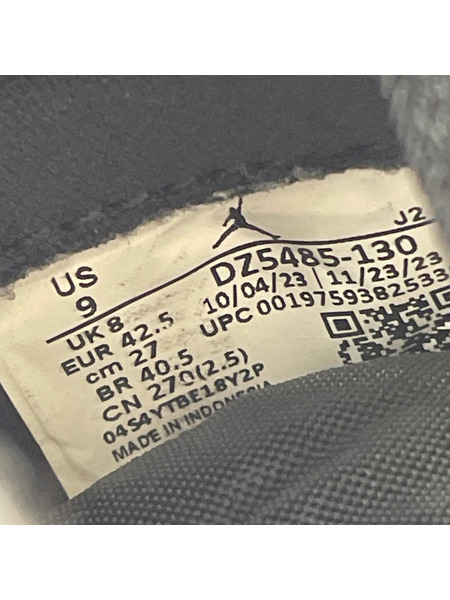 US
9
UK 8
EUR 42.5
cm 27
BR 40.5
CN 270(2.5)
04S4YTBE18Y2P
MADE IN INDONESIA
J2
DZ5485-130
10/04/23 11/23/23
UPC 0019759382533